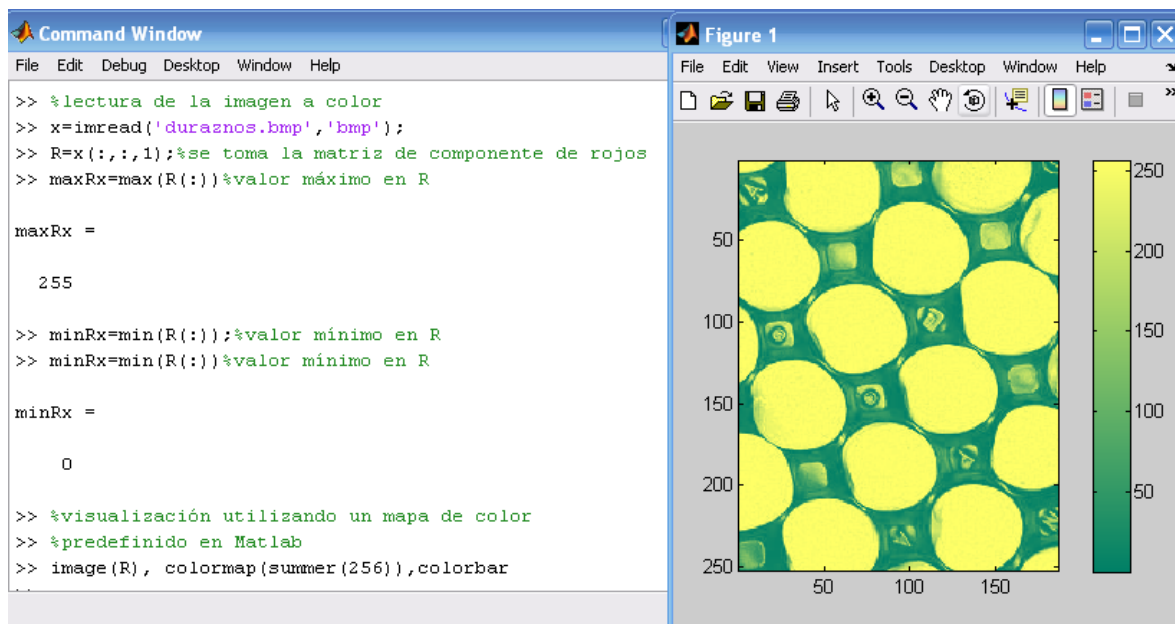 Command Window
File Edit Debug Desktop Window Help
>> %lectura de la imagen a color
>> x=imread('duraznos.bmp','bmp');
>> R=x(:,:,1);%se toma la matriz de componente de rojos
>> maxRx=max(R(:))%valor máximo en R
maxRx =
255
>> minRx=min(R(:));%valor mínimo en R
>> minRx=min(R(:))%valor mínimo en R
minRx =
0
>> %visualización utilizando un mapa de color
>> %predefinido en Matlab
>> image(R), colormap(summer(256)),colorbar
Figure 1
File Edit View Insert Tools Desktop Window Help
50
100
150
200
250
50 100 150
250
200
150
100
50